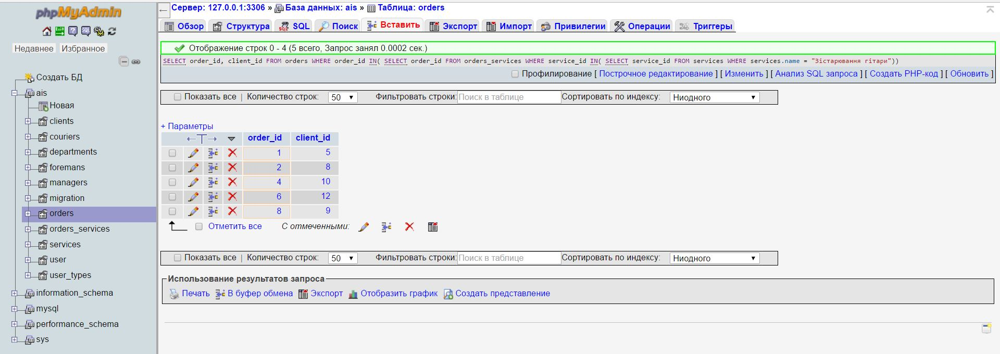 phpMyAdmin
Недавнее Избранное
Создать БД
ais
Новая
clients
couriers
departments
foremans
managers
migration
orders
orders_services
services
user
user_types
information_schema
mysql
performance_schema
sys
Сервер: 127.0.0.1:3306 » База данных: ais » Таблица: orders
Обзор Структура SQL Поиск Вставить Экспорт Импорт Привилегии Операции Триггеры
Отображение строк 0 - 4 (5 всего, Запрос занял 0.0002 сек.)
SELECT order_id, client_id FROM orders WHERE order_id IN( SELECT order_id FROM orders_services WHERE service_id IN( SELECT service_id FROM services WHERE services.name = "Зістарювання гітари"))
Профилирование [ Построчное редактирование ] [ Изменить ] [ Анализ SQL запроса ] [ Создать PHP-код ] [ Обновить ]
Показать все | Количество строк: 50 Фильтровать строки: Поиск в таблице Сортировать по индексу: Ниодного
+ Параметры
order_id client_id
1 5
2 8
4 10
6 12
8 9
Отметить все С отмеченными:
Показать все | Количество строк: 50 Фильтровать строки: Поиск в таблице Сортировать по индексу: Ниодного
Использование результатов запроса
Печать В буфер обмена Экспорт Отобразить график Создать представление